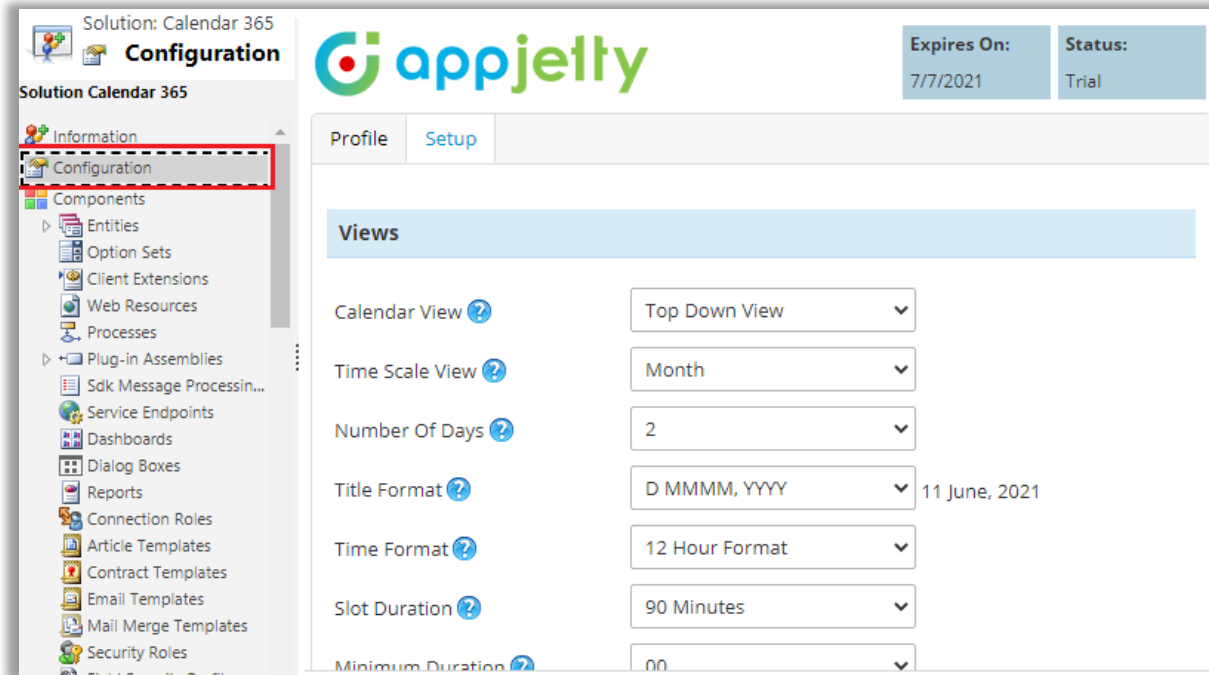 Solution: Calendar 365
Configuration
Solution Calendar 365
Information
Configuration
Components
Entities
Option Sets
Client Extensions
Web Resources
Processes
Plug-in Assemblies
Sdk Message Processin...
Service Endpoints
Dashboards
Dialog Boxes
Reports
Connection Roles
Article Templates
Contract Templates
Email Templates
Mail Merge Templates
Security Roles
appjetty
Expires On:
7/7/2021
Status:
Trial
Profile
Setup
Views
Calendar View ? Top Down View
Time Scale View ? Month
Number Of Days ? 2
Title Format ? D MMMM, YYYY 11 June, 2021
Time Format ? 12 Hour Format
Slot Duration ? 90 Minutes
Minimum Duration ? 00